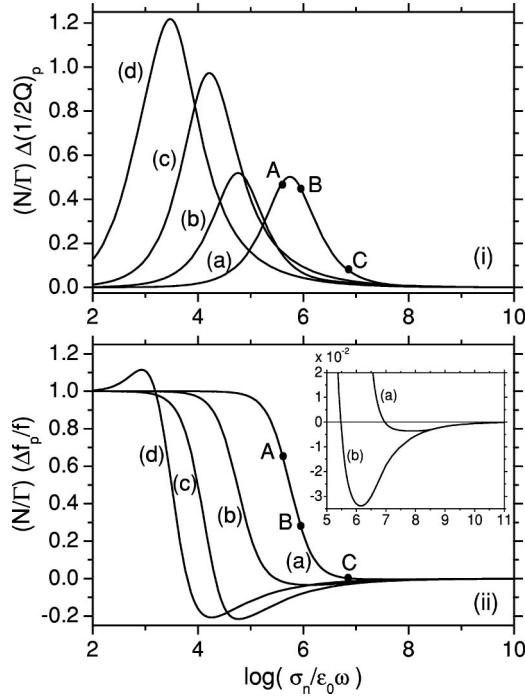 1.2
1.0
0.8
0.6
0.4
0.2
0.0
(N/Γ) Δ(1/2Q)p
(d)
(c)
(b)
(a)
A
B
C
(i)
2 4 6 8 10
1.2
1.0
0.8
0.6
0.4
0.2
0.0
-0.2
(N/Γ) (Δfp/f)
(d)
(c)
(b)
(a)
A
B
C
(ii)
x 10⁻²
2
1
0
-1
-2
-3
(a)
(b)
5 6 7 8 9 10 11
2 4 6 8 10
log( σn/ε0ω )